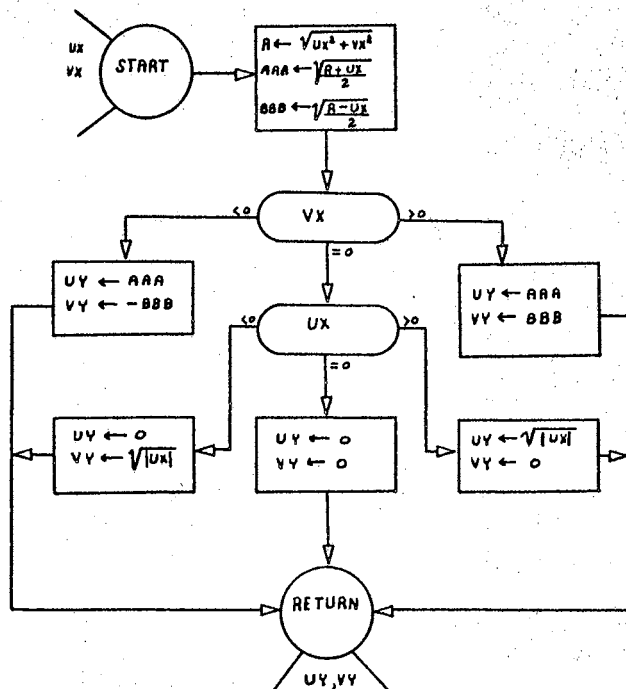 UX
VX
START
R ← √UX² + VX²
AAA ← √R + UX / 2
BBB ← √R - UX / 2
<0
VX
>0
=0
UY ← AAA
VY ← -BBB
UY ← AAA
VY ← BBB
<0
UX
>0
=0
UY ← 0
VY ← √|UX|
UY ← 0
VY ← 0
UY ← √|UX|
VY ← 0
RETURN
UY, VY